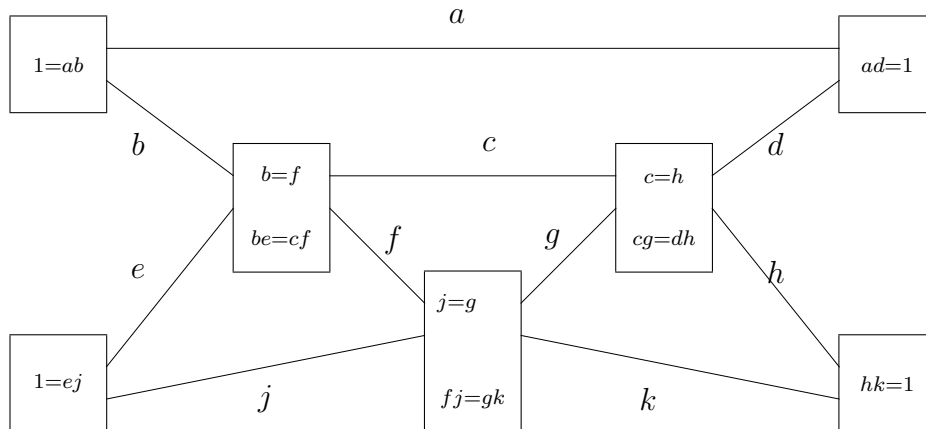 a
1=ab
ad=1
b
c
d
b=f
c=h
be=cf
f
g
cg=dh
e
h
j=g
1=ej
j
fj=gk
k
hk=1